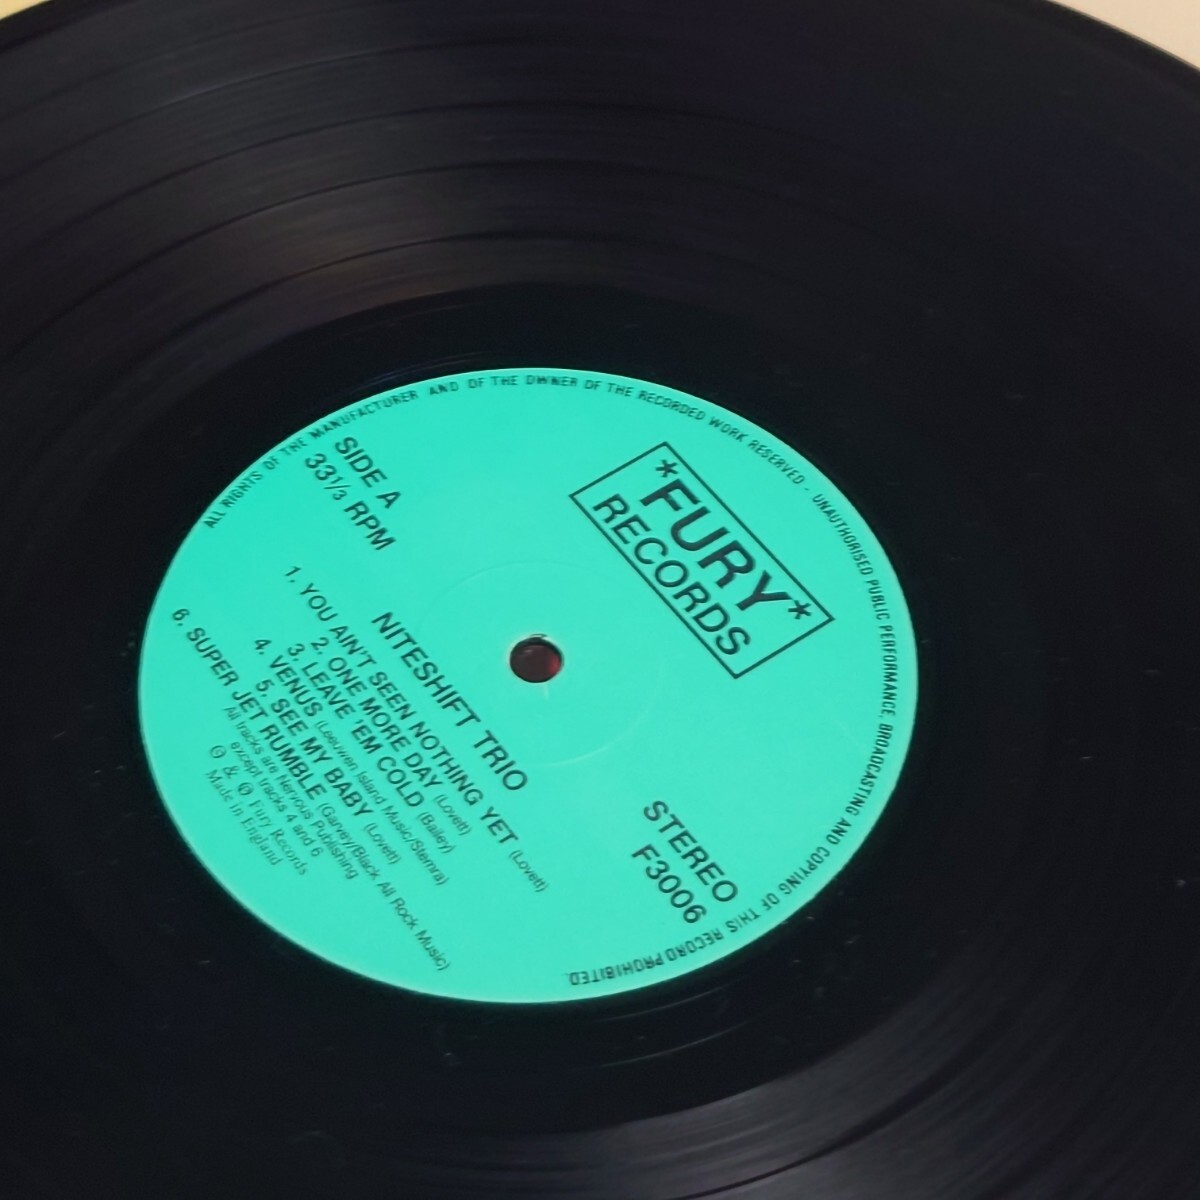 ALL RIGHTS OF THE MANUFACTURER AND OF THE OWNER OF THE RECORDED WORK RESERVED - UNAUTHORISED PUBLIC PERFORMANCE, BROADCASTING AND COPYING OF THIS RECORD PROHIBITED.
*FURY*
RECORDS
SIDE A
33 1/3 RPM
STEREO
F3006
NITESHIFT TRIO
1. YOU AIN'T SEEN NOTHING YET (Lovett)
2. ONE MORE DAY (Lovett)
3. LEAVE 'EM COLD (Bailey)
4. VENUS (Leeuwen Island Music/Stemra)
5. SEE MY BABY (Lovett)
6. SUPER JET RUMBLE (Garvey/Black All Rock Music)
All tracks are Nervous Publishing
except tracks 4 and 6
© & ℗ Fury Records
Made in England